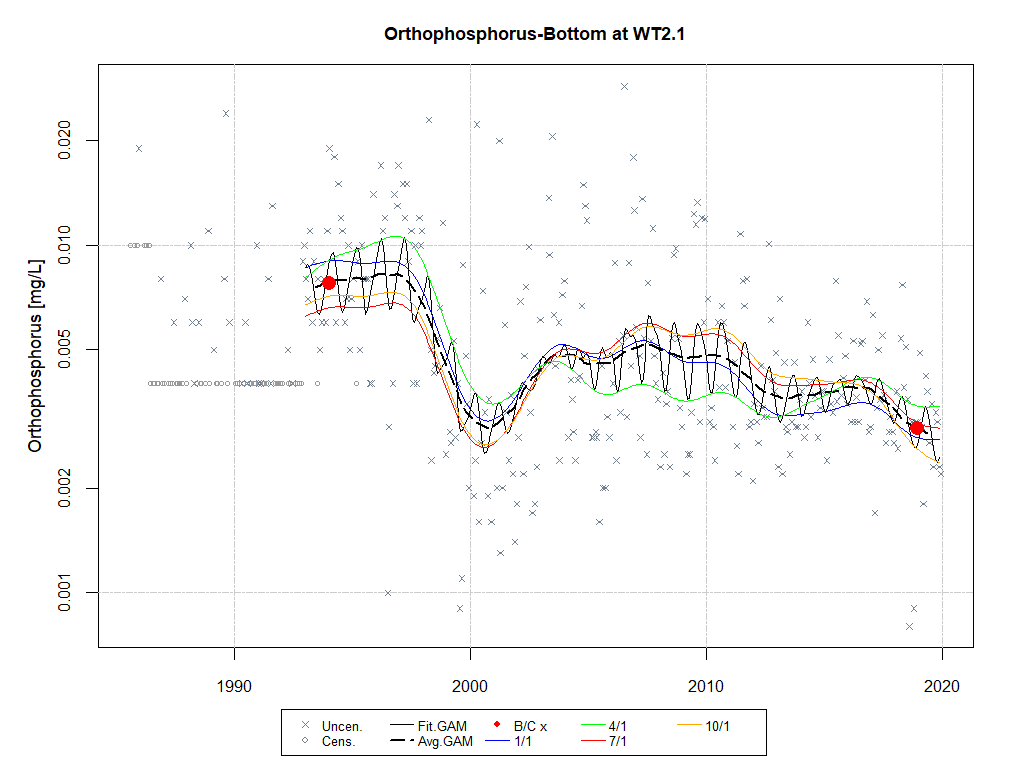 Orthophosphorus-Bottom at WT2.1
Orthophosphorus [mg/L]
0.020
0.010
0.005
0.002
0.001
1990 2000 2010 2020
Uncen. Fit.GAM B/C x 4/1 10/1
Cens. Avg.GAM 1/1 7/1